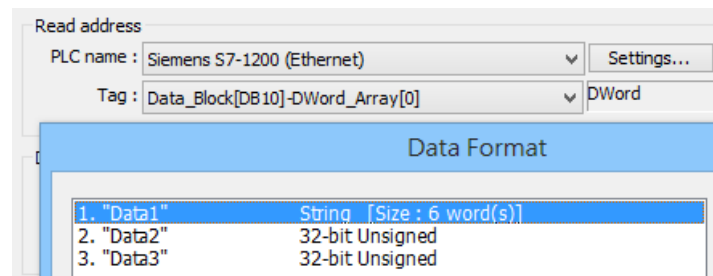 Read address
PLC name : Siemens S7-1200 (Ethernet) Settings...
Tag : Data_Block[DB10]-DWord_Array[0] DWord
Data Format
1. "Data1" String [Size : 6 word(s)]
2. "Data2" 32-bit Unsigned
3. "Data3" 32-bit Unsigned